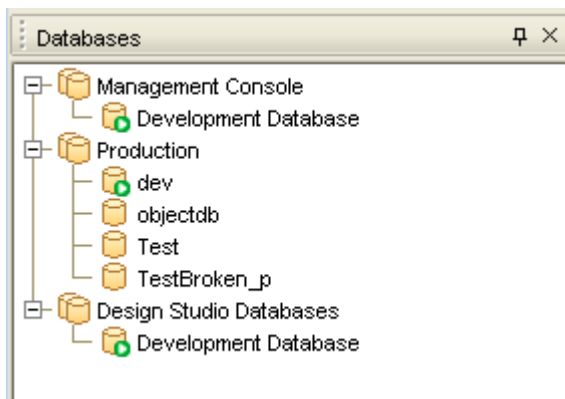 Databases
Management Console
Development Database
Production
dev
objectdb
Test
TestBroken_p
Design Studio Databases
Development Database